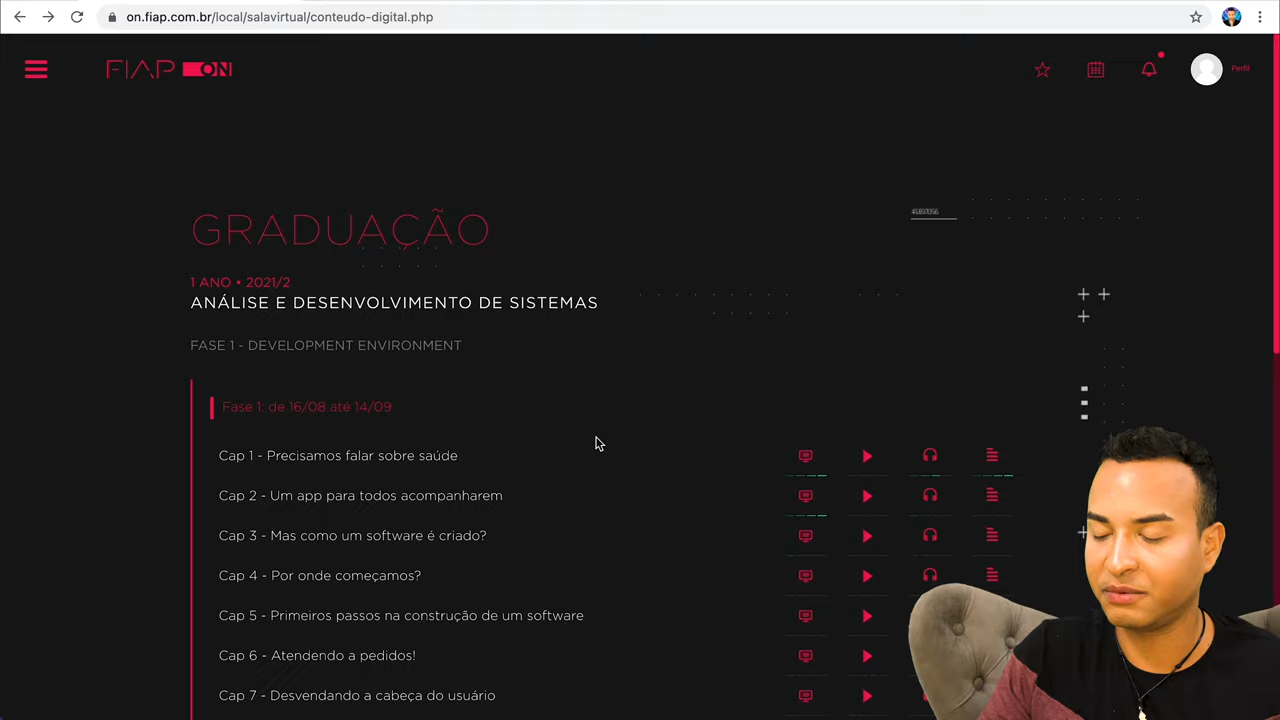 on.fiap.com.br/local/salavirtual/conteudo-digital.php
FIAP ON
Perfil
GRADUAÇÃO
1 ANO • 2021/2
ANÁLISE E DESENVOLVIMENTO DE SISTEMAS
FASE 1 - DEVELOPMENT ENVIRONMENT
Fase 1: de 16/08 até 14/09
Cap 1 - Precisamos falar sobre saúde
Cap 2 - Um app para todos acompanharem
Cap 3 - Mas como um software é criado?
Cap 4 - Por onde começamos?
Cap 5 - Primeiros passos na construção de um software
Cap 6 - Atendendo a pedidos!
Cap 7 - Desvendando a cabeça do usuário